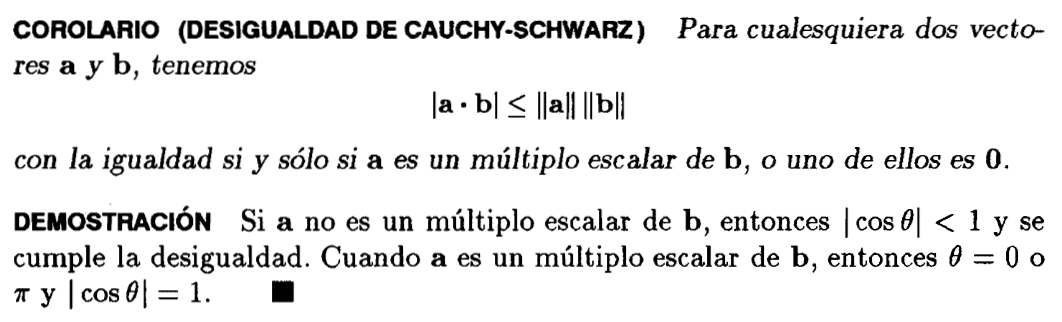 COROLARIO (DESIGUALDAD DE CAUCHY-SCHWARZ) Para cualesquiera dos vecto-
res a y b, tenemos
|a · b| ≤ ‖a‖ ‖b‖
con la igualdad si y sólo si a es un múltiplo escalar de b, o uno de ellos es 0.
DEMOSTRACIÓN Si a no es un múltiplo escalar de b, entonces |cos θ| < 1 y se
cumple la desigualdad. Cuando a es un múltiplo escalar de b, entonces θ = 0 o
π y |cos θ| = 1. ■